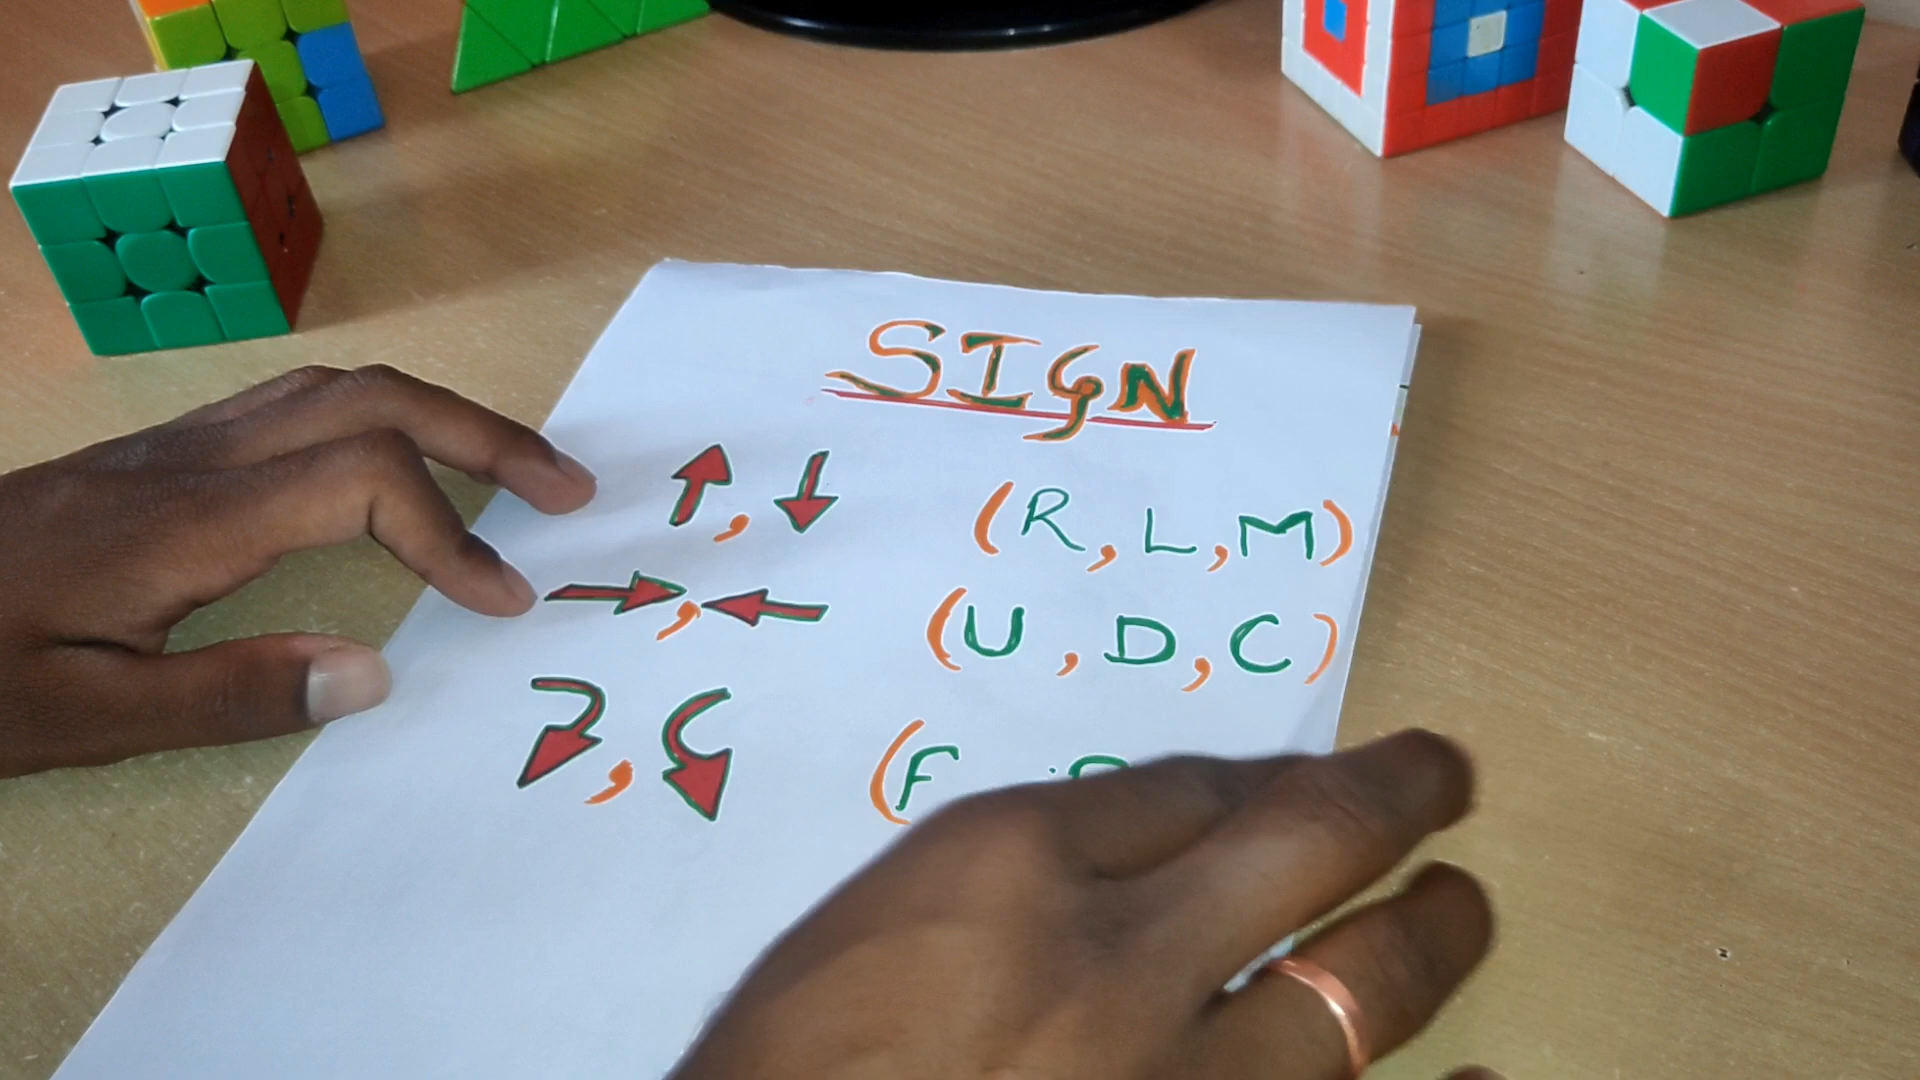 SIGN
↑, ↓ (R, L, M)
→, ← (U, D, C)
, (F